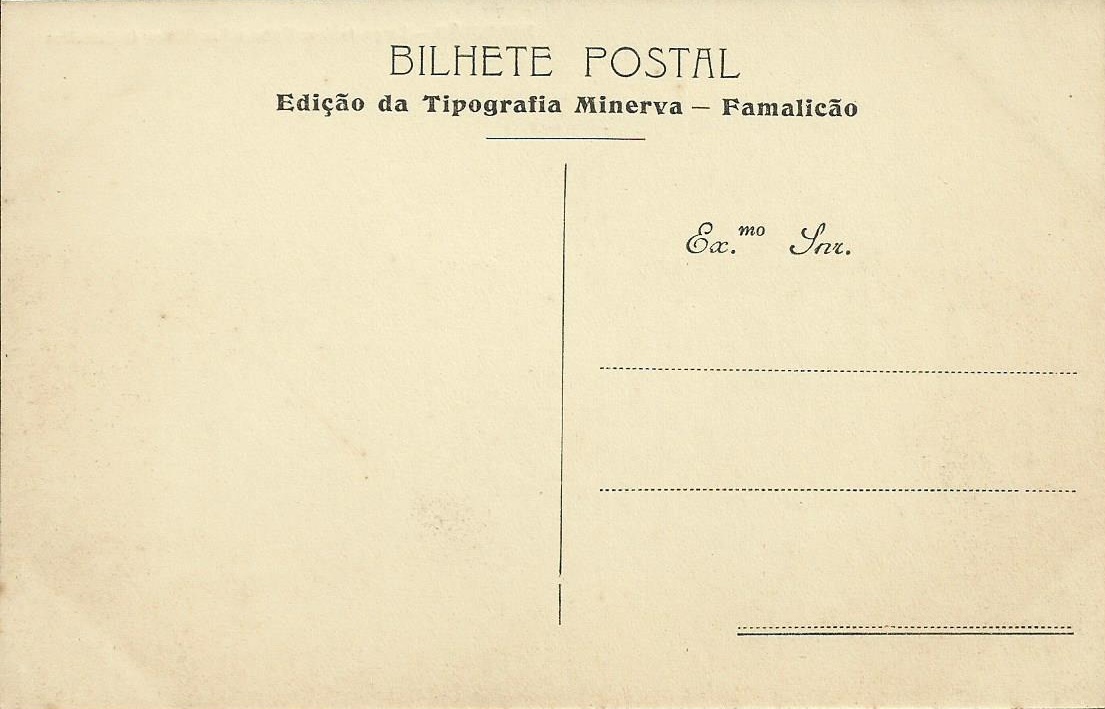 BILHETE POSTAL
Edição da Tipografia Minerva — Famalicão
Ex.mo Snr.